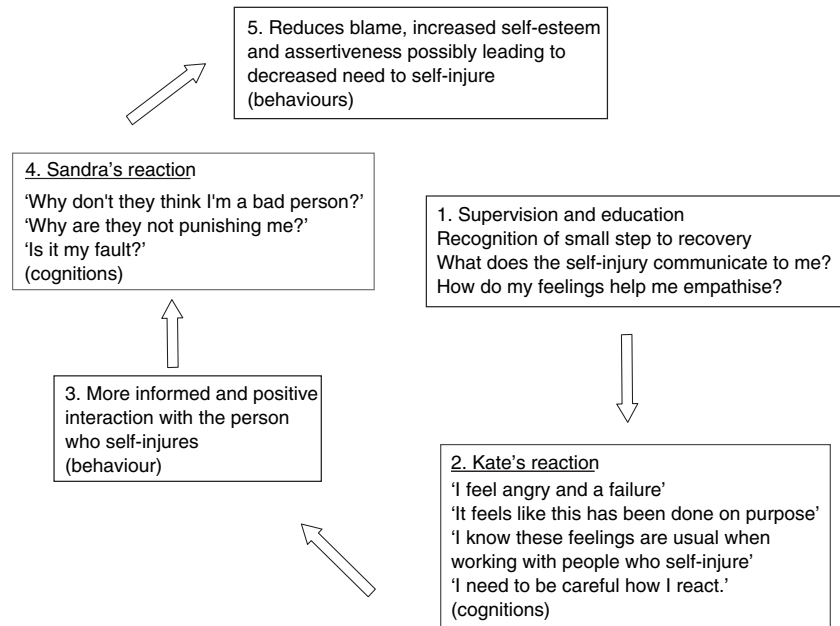 5. Reduces blame, increased self-esteem
and assertiveness possibly leading to
decreased need to self-injure
(behaviours)
4. Sandra's reaction
‘Why don't they think I'm a bad person?’
‘Why are they not punishing me?’
‘Is it my fault?’
(cognitions)
1. Supervision and education
Recognition of small step to recovery
What does the self-injury communicate to me?
How do my feelings help me empathise?
3. More informed and positive
interaction with the person
who self-injures
(behaviour)
2. Kate's reaction
‘I feel angry and a failure’
‘It feels like this has been done on purpose’
‘I know these feelings are usual when
working with people who self-injure’
‘I need to be careful how I react.’
(cognitions)